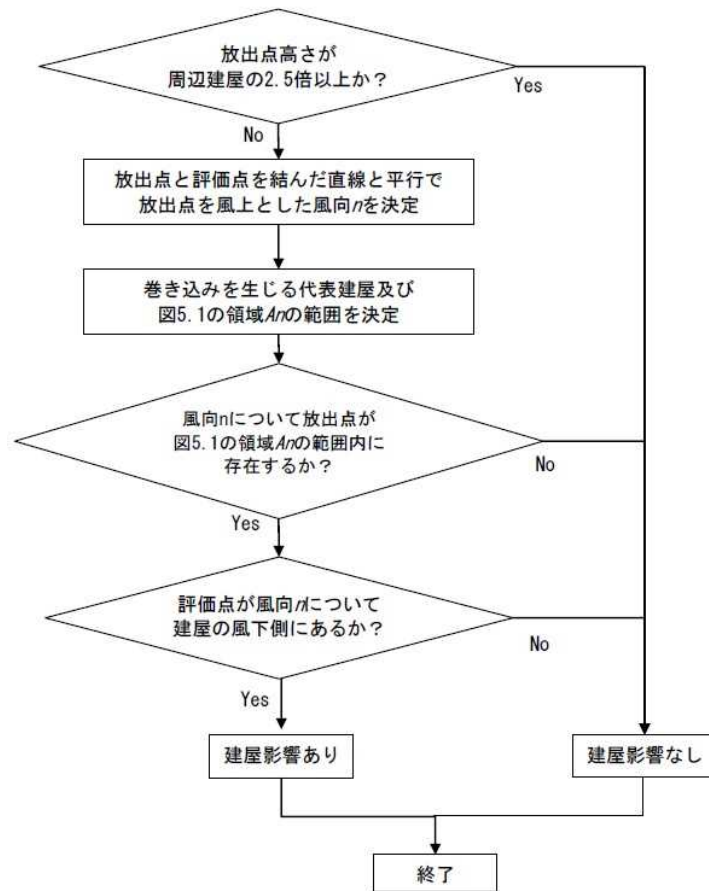 放出点高さが
周辺建屋の2.5倍以上か？
Yes
No
放出点と評価点を結んだ直線と平行で
放出点を風上とした風向nを決定
巻き込みを生じる代表建屋及び
図5.1の領域Anの範囲を決定
風向nについて放出点が
図5.1の領域Anの範囲内に
存在するか？
No
Yes
評価点が風向nについて
建屋の風下側にあるか？
No
Yes
建屋影響あり
建屋影響なし
終了